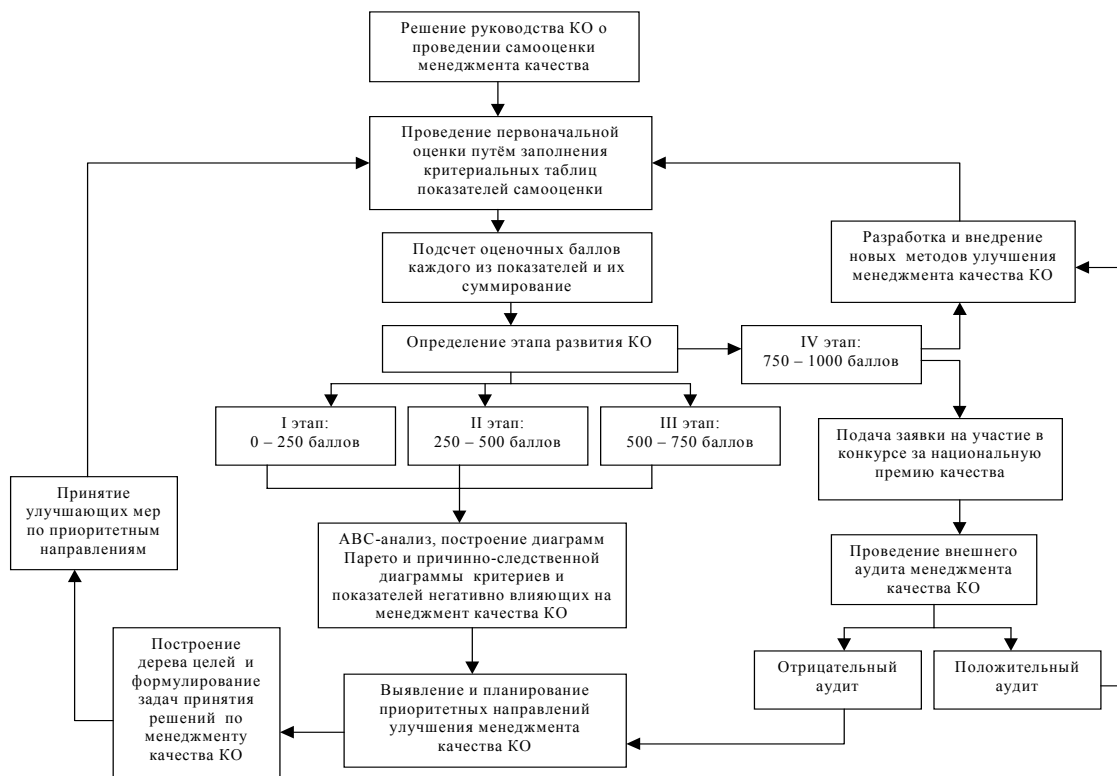 Решение руководства КО о
проведении самооценки
менеджмента качества
Проведение первоначальной
оценки путём заполнения
критериальных таблиц
показателей самооценки
Подсчет оценочных баллов
каждого из показателей и их
суммирование
Разработка и внедрение
новых методов улучшения
менеджмента качества КО
Определение этапа развития КО
IV этап:
750 – 1000 баллов
I этап:
0 – 250 баллов
II этап:
250 – 500 баллов
III этап:
500 – 750 баллов
Подача заявки на участие в
конкурсе за национальную
премию качества
Принятие
улучшающих мер
по приоритетным
направлениям
АВС-анализ, построение диаграмм
Парето и причинно-следственной
диаграммы критериев и
показателей негативно влияющих на
менеджмент качества КО
Проведение внешнего
аудита менеджмента
качества КО
Построение
дерева целей и
формулирование
задач принятия
решений по
менеджменту
качества КО
Выявление и планирование
приоритетных направлений
улучшения менеджмента
качества КО
Отрицательный
аудит
Положительный
аудит